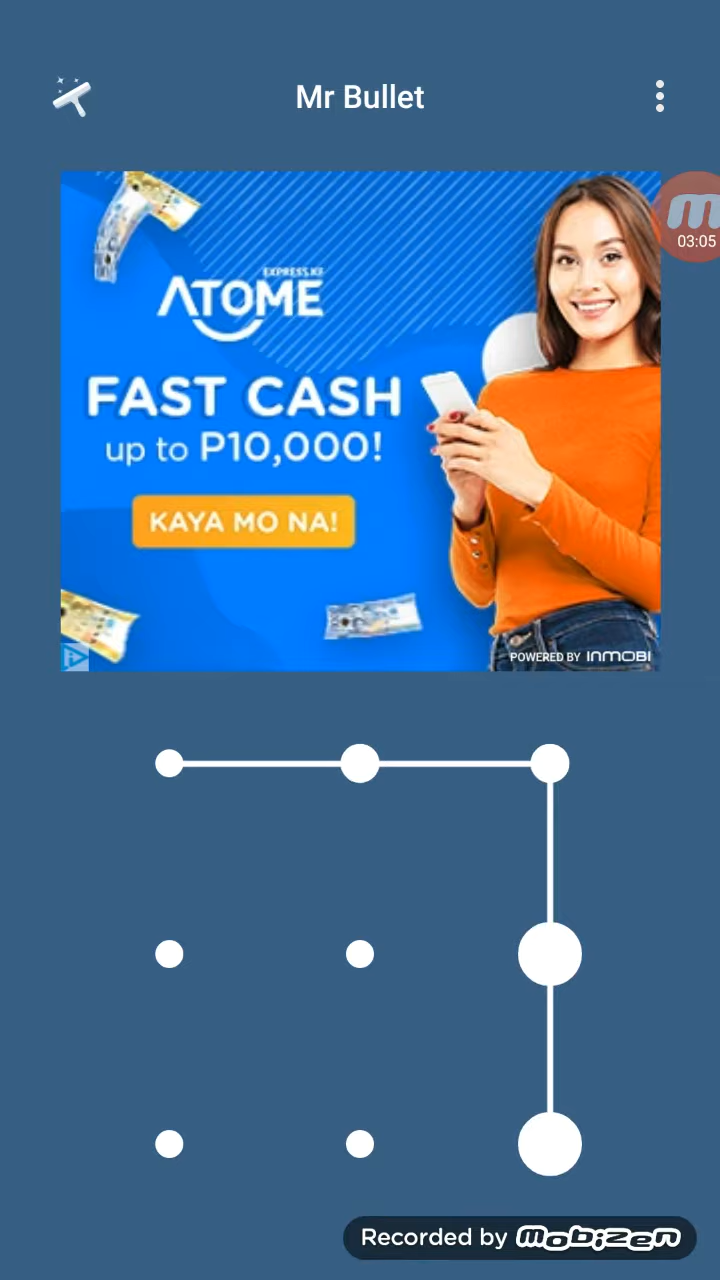 Mr Bullet
03:05
EXPRESS.KF
ATOME
FAST CASH
up to P10,000!
KAYA MO NA!
POWERED BY INMOBI
Recorded by mobizen